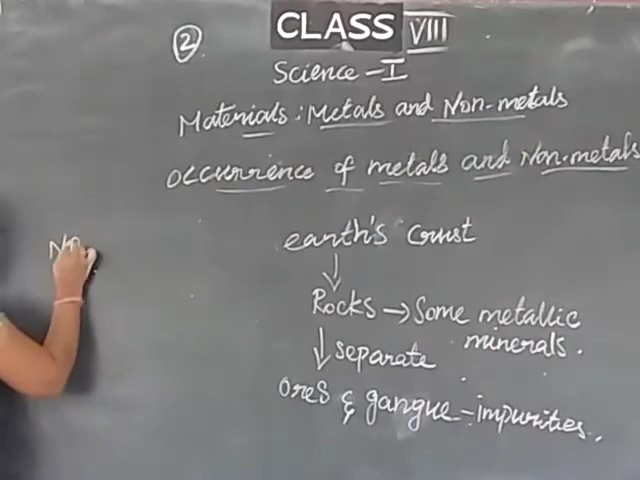 ②
CLASS VIII
Science - I
Materials : Metals and Non-metals
Occurrence of metals and Non-metals
earth's crust
↓
Rocks → Some metallic
minerals.
↓ separate
Ores & gangue - impurities.